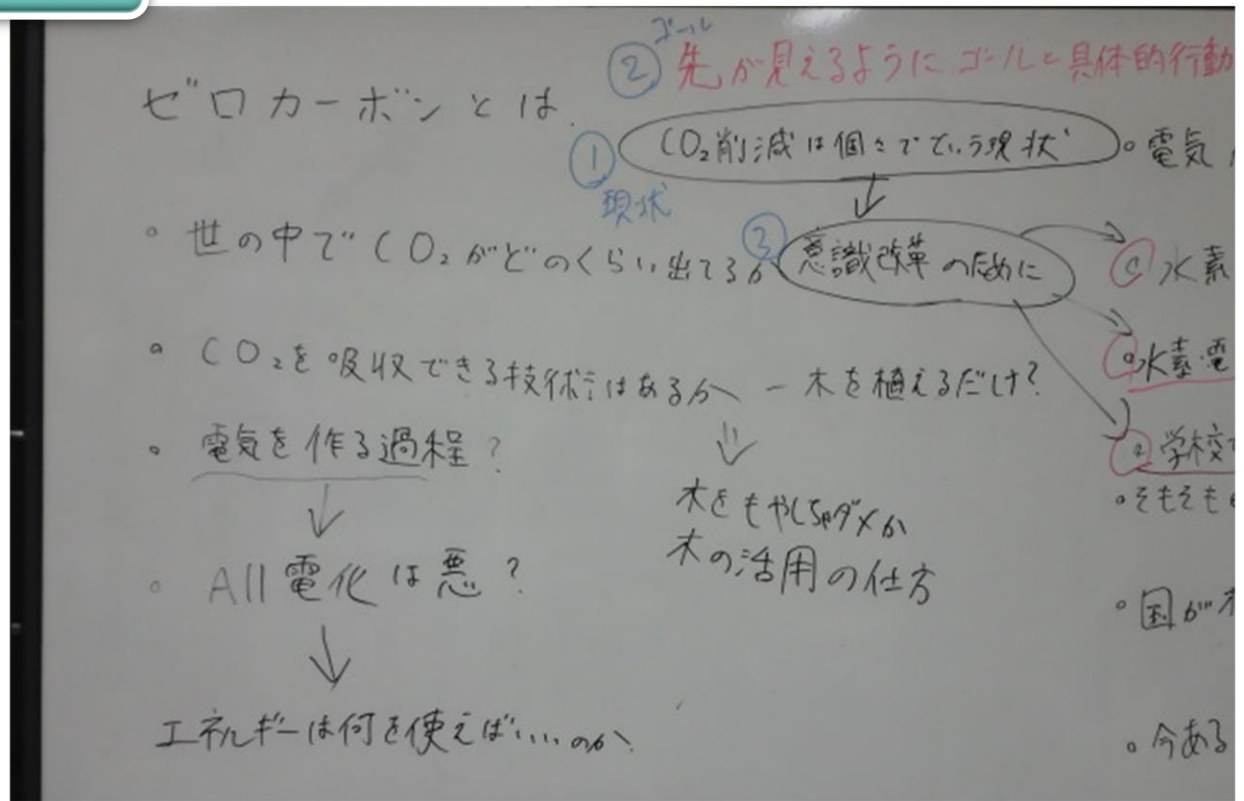 ゼロカーボンとは
・世の中でCO₂がどのくらい出てるか
・CO₂を吸収できる技術はあるか ー 木を植えるだけ?
⇓
木をもやしちゃダメか
木の活用の仕方
・電気を作る過程?
↓
・All電化は悪?
↓
エネルギーは何を使えばいいのか
ゴール
② 先が見えるように ゴールと具体的行動
① CO₂削減は個々でという現状
現状
↓
③ 意識改革のために
・電気
・水素
・水素・電
・学校
・そもそも
・国が
・今ある